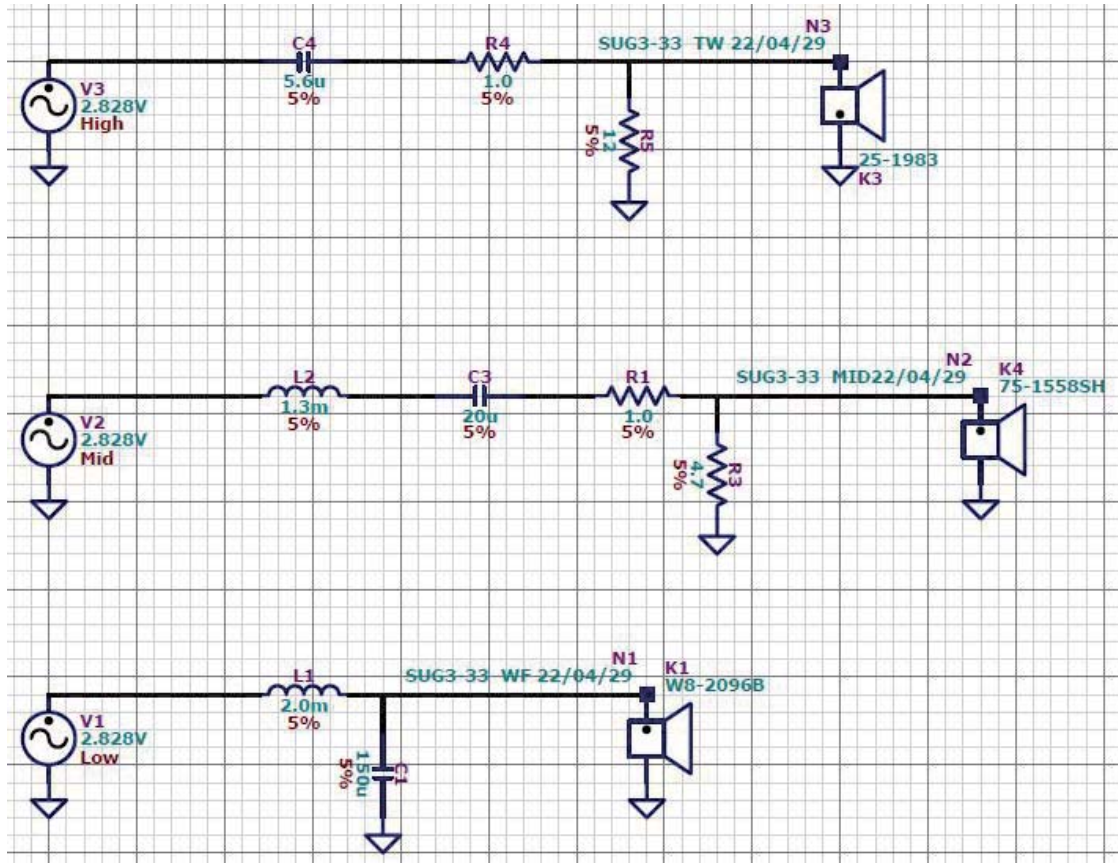 C4
5.6u
5%
R4
1.0
5%
SUG3-33 TW 22/04/29
N3
V3
2.828V
High
R5
12
5%
25-1983
K3
L2
1.3m
5%
C3
20u
5%
R1
1.0
5%
SUG3-33 MID22/04/29
N2
K4
75-1558SH
V2
2.828V
Mid
R3
4.7
5%
L1
2.0m
5%
SUG3-33 WF 22/04/29
N1
K1
W8-2096B
V1
2.828V
Low
C1
150u
5%